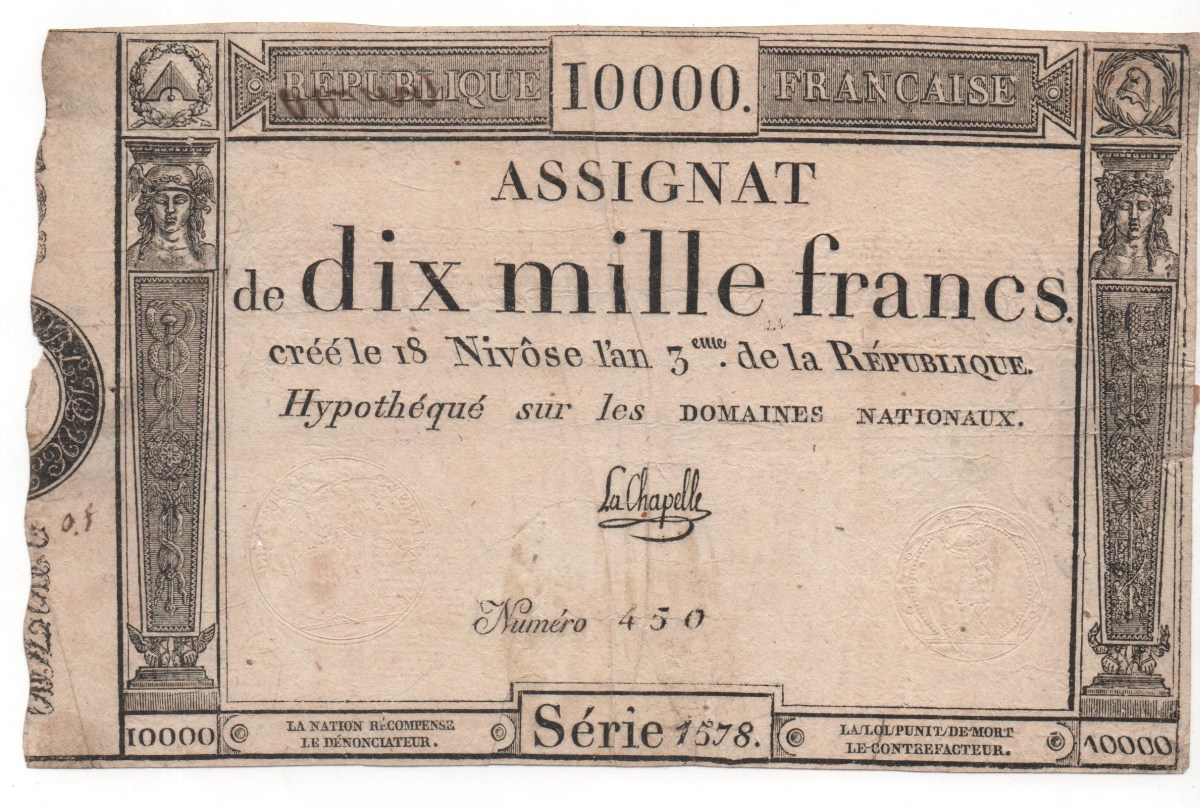 RÉPUBLIQUE 10000. FRANCAISE
ASSIGNAT
de dix mille francs.
créé le 18 Nivôse l'an 3eme. de la RÉPUBLIQUE.
Hypothéqué sur les DOMAINES NATIONAUX.
La Chapelle
Numéro 450
10000
LA NATION RÉCOMPENSE
LE DÉNONCIATEUR.
Série 1578.
LA LOI PUNIT DE MORT
LE CONTREFACTEUR.
10000